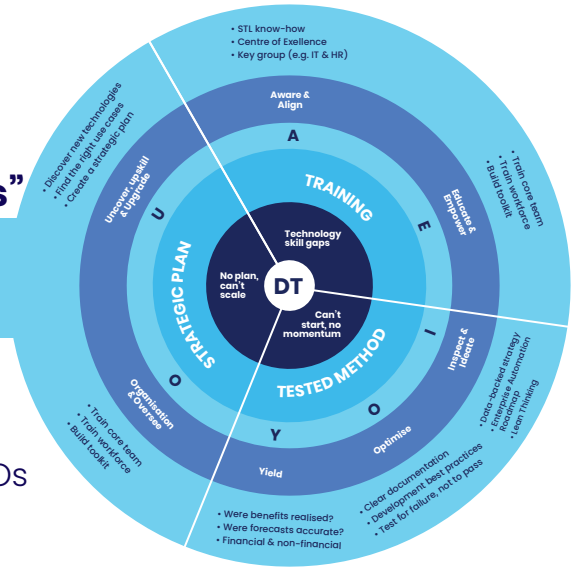 • STL know-how
• Centre of Exellence
• Key group (e.g. IT & HR)
Aware &
Align
A
TRAINING
Technology
skill gaps
• Train core team
• Train workforce
• Build toolkit
Educate &
Empower
E
• Discover new technologies
• Find the right use cases
• Create a strategic plan
Uncover, upskill
& Upgrade
U
s”
STRATEGIC PLAN
No plan,
can’t
scale
DT
Can’t
start, no
momentum
TESTED METHOD
I
Inspect &
Ideate
• Data-backed strategy
• Enterprise Automation
Roadmap
• Lean Thinking
O
Optimise
• Clear documentation
• Development best practices
• Test for failure, not to pass
Y
Yield
• Were benefits realised?
• Were forecasts accurate?
• Financial & non-financial
O
Organisation
& Oversee
• Train core team
• Train workforce
• Build toolkit
Os